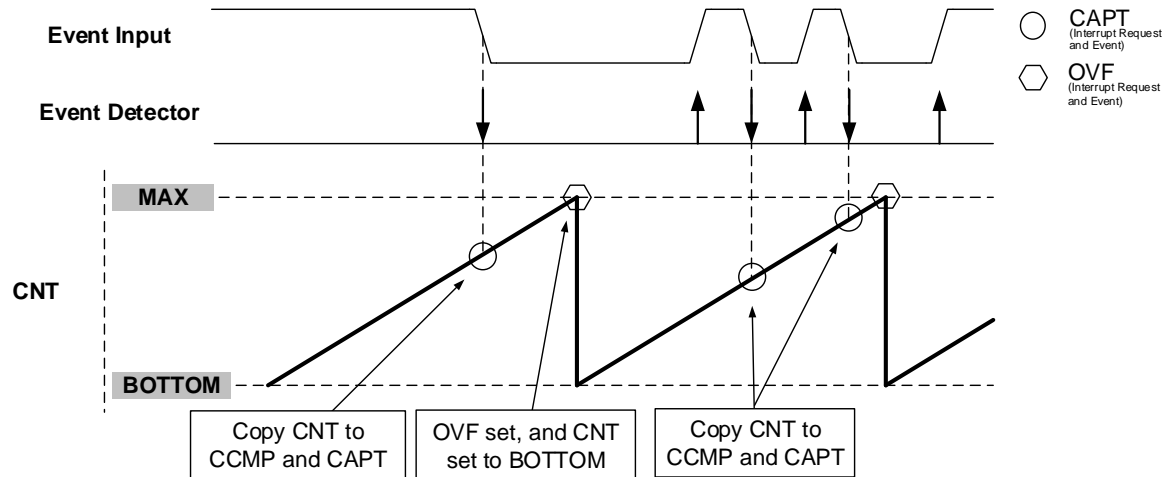 Event Input
CAPT
(Interrupt Request
and Event)
OVF
(Interrupt Request
and Event)
Event Detector
MAX
CNT
BOTTOM
Copy CNT to
CCMP and CAPT
OVF set, and CNT
set to BOTTOM
Copy CNT to
CCMP and CAPT